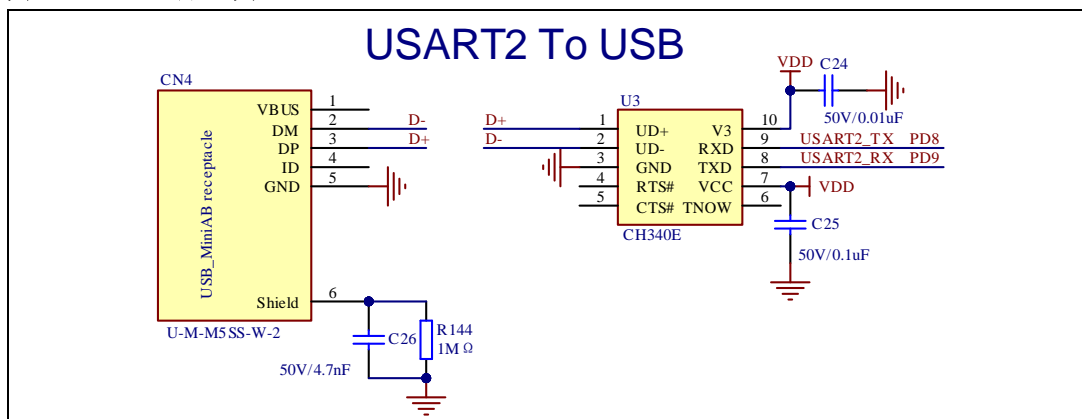 USART2 To USB
CN4
VBUS 1
DM 2 D-
DP 3 D+
ID 4
GND 5
USB_MiniAB receptacle
Shield 6
U-M-M5SS-W-2
C26
50V/4.7nF
R144
1MΩ
U3
D+ 1 UD+ V3 10
D- 2 UD- RXD 9 USART2_TX PD8
3 GND TXD 8 USART2_RX PD9
4 RTS# VCC 7 VDD
5 CTS# TNOW 6
CH340E
VDD
C24
50V/0.01uF
C25
50V/0.1uF